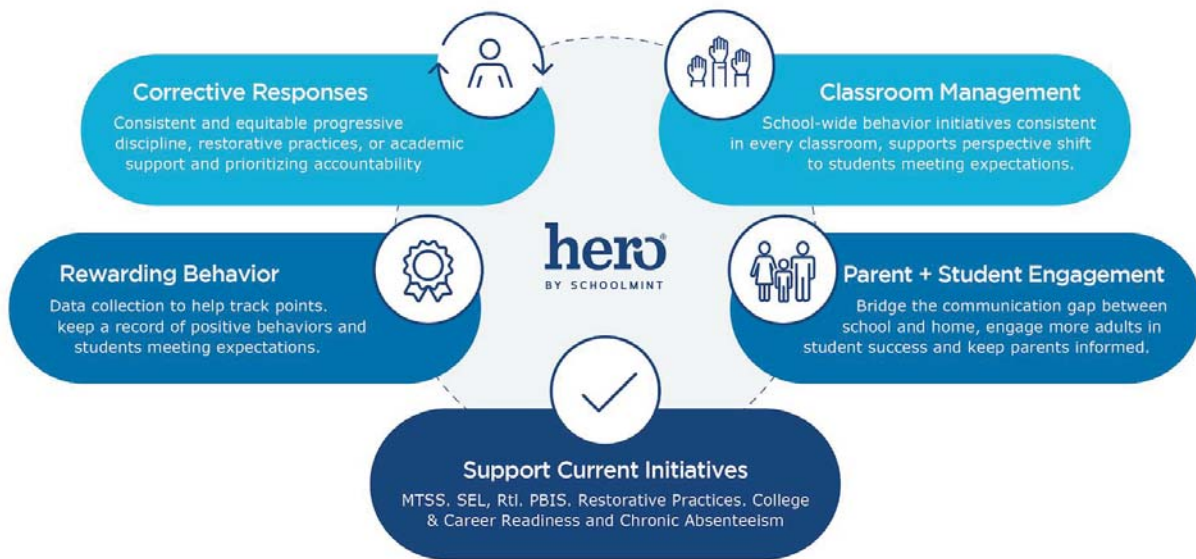 Corrective Responses
Consistent and equitable progressive
discipline, restorative practices, or academic
support and prioritizing accountability
Classroom Management
School-wide behavior initiatives consistent
in every classroom, supports perspective shift
to students meeting expectations.
Rewarding Behavior
Data collection to help track points.
keep a record of positive behaviors and
students meeting expectations.
hero®
BY SCHOOLMINT
Parent + Student Engagement
Bridge the communication gap between
school and home, engage more adults in
student success and keep parents informed.
Support Current Initiatives
MTSS. SEL, RtI. PBIS. Restorative Practices. College
& Career Readiness and Chronic Absenteeism